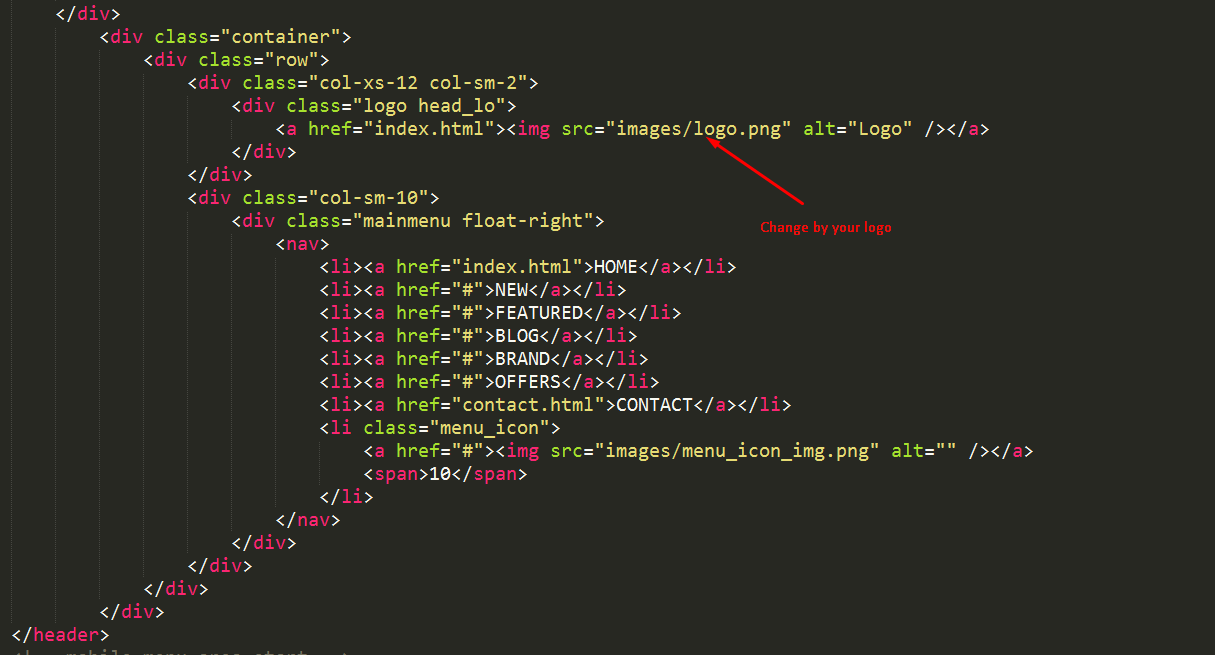 </div>
<div class="container">
<div class="row">
<div class="col-xs-12 col-sm-2">
<div class="logo head_lo">
<a href="index.html"><img src="images/logo.png" alt="Logo" /></a>
</div>
</div>
<div class="col-sm-10">
Change by your logo
<div class="mainmenu float-right">
<nav>
<li><a href="index.html">HOME</a></li>
<li><a href="#">NEW</a></li>
<li><a href="#">FEATURED</a></li>
<li><a href="#">BLOG</a></li>
<li><a href="#">BRAND</a></li>
<li><a href="#">OFFERS</a></li>
<li><a href="contact.html">CONTACT</a></li>
<li class="menu_icon">
<a href="#"><img src="images/menu_icon_img.png" alt="" /></a>
<span>10</span>
</li>
</nav>
</div>
</div>
</div>
</div>
</header>